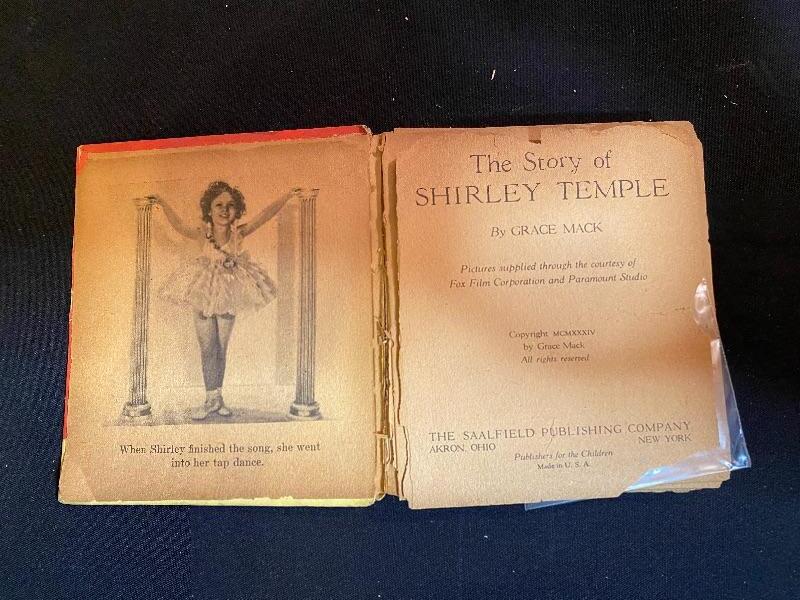 When Shirley finished the song, she went
into her tap dance.
The Story of
SHIRLEY TEMPLE
By GRACE MACK
Pictures supplied through the courtesy of
Fox Film Corporation and Paramount Studio
Copyright MCMXXXIV
by Grace Mack
All rights reserved
THE SAALFIELD PUBLISHING COMPANY
AKRON, OHIO NEW YORK
Publishers for the Children
Made in U. S. A.